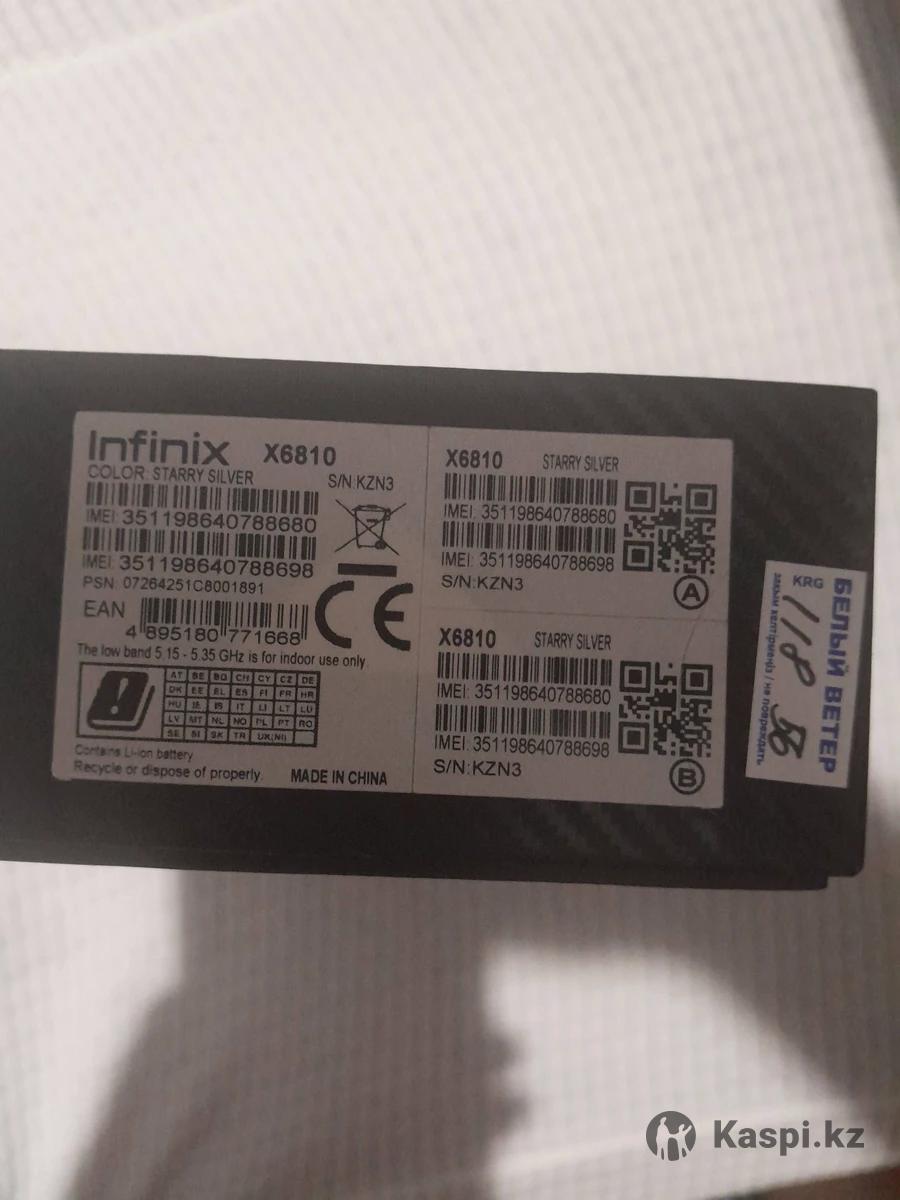 Infinix X6810
COLOR: STARRY SILVER
S/N:KZN3
IMEI: 351198640788680
IMEI: 351198640788698
PSN: 07264251C8001891
EAN
4 895180 771668
CE
The low band 5.15 - 5.35 GHz is for indoor use only
AT BE BG CH CY CZ DE
DK EE EL ES FI FR HR
HU IE IS IT LI LT LU
LV MT NL NO PL PT RO
SE SI SK TR UK(NI)
Contains Li-ion battery
Recycle or dispose of properly.
MADE IN CHINA
X6810 STARRY SILVER
IMEI: 351198640788680
IMEI: 351198640788698
S/N:KZN3
A
X6810 STARRY SILVER
IMEI: 351198640788680
IMEI: 351198640788698
S/N:KZN3
B
БЕЛЫЙ ВЕТЕР
KRG
1118
/ не повреждать
Kaspi.kz